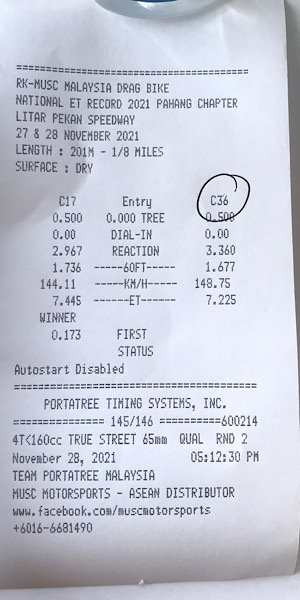 ==========================================
RK-MUSC MALAYSIA DRAG BIKE
NATIONAL ET RECORD 2021 PAHANG CHAPTER
LITAR PEKAN SPEEDWAY
27 & 28 NOVEMBER 2021
LENGTH : 201M - 1/8 MILES
SURFACE : DRY
==========================================
C17 Entry C36
0.500 0.000 TREE 0.500
0.00 DIAL-IN 0.00
2.967 REACTION 3.360
1.736 -----60FT----- 1.677
144.11 -----KM/H----- 148.75
7.445 ------ET------ 7.225
WINNER
0.173 FIRST
STATUS
Autostart Disabled
==========================================
PORTATREE TIMING SYSTEMS, INC.
================ 145/146 ==========600214
4T<160cc TRUE STREET 65mm QUAL RND 2
November 28, 2021 05:12:30 PM
TEAM PORTATREE MALAYSIA
MUSC MOTORSPORTS - ASEAN DISTRIBUTOR
www.facebook.com/muscmotorsports
+6016-6681490
==========================================